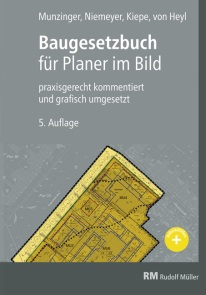 Munzinger, Niemeyer, Kiepe, von Heyl
Baugesetzbuch
für Planer im Bild
praxisgerecht kommentiert
und grafisch umgesetzt
5. Auflage
+
RM Rudolf Müller